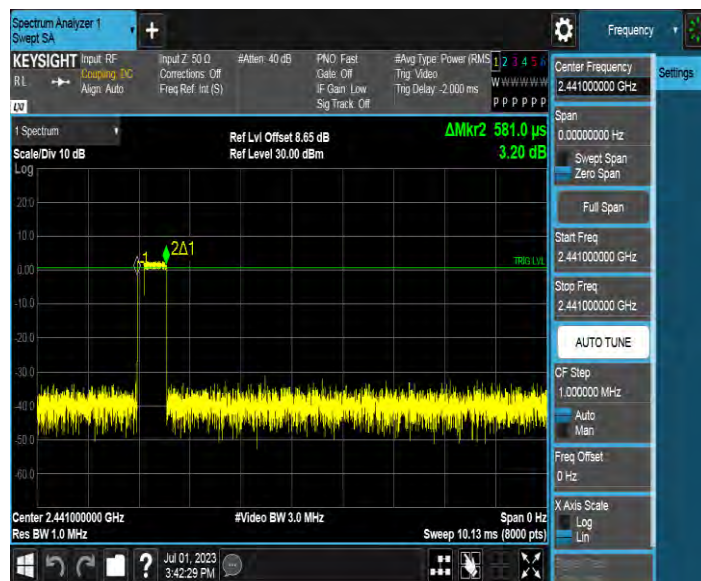 Spectrum Analyzer 1
Swept SA
+
Frequency
KEYSIGHT
RL
Input: RF
Coupling: DC
Align: Auto
Input Z: 50 Ω
Corrections: Off
Freq Ref: Int (S)
#Atten: 40 dB
PNO: Fast
Gate: Off
IF Gain: Low
Sig Track: Off
#Avg Type: Power (RMS
Trig: Video
Trig Delay: -2.000 ms
1 2 3 4 5 6
W W W W W W
P P P P P P
LXI
1 Spectrum
Scale/Div 10 dB
Log
Ref Lvl Offset 8.65 dB
Ref Level 30.00 dBm
ΔMkr2 581.0 µs
3.20 dB
20.0
10.0
0.00
-10.0
-20.0
-30.0
-40.0
-50.0
-60.0
1
2Δ1
TRIG LVL
Center 2.441000000 GHz
Res BW 1.0 MHz
#Video BW 3.0 MHz
Span 0 Hz
Sweep 10.13 ms (8000 pts)
Center Frequency
2.441000000 GHz
Settings
Span
0.00000000 Hz
Swept Span
Zero Span
Full Span
Start Freq
2.441000000 GHz
Stop Freq
2.441000000 GHz
AUTO TUNE
CF Step
1.000000 MHz
Auto
Man
Freq Offset
0 Hz
X Axis Scale
Log
Lin
?
Jul 01, 2023
3:42:29 PM